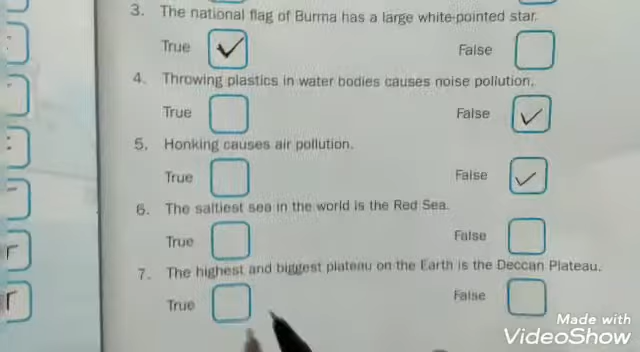 3. The national flag of Burma has a large white-pointed star.
True ✓ False
4. Throwing plastics in water bodies causes noise pollution.
True False ✓
5. Honking causes air pollution.
True False ✓
6. The saltiest sea in the world is the Red Sea.
True False
7. The highest and biggest plateau on the Earth is the Deccan Plateau.
True False
Made with
VideoShow